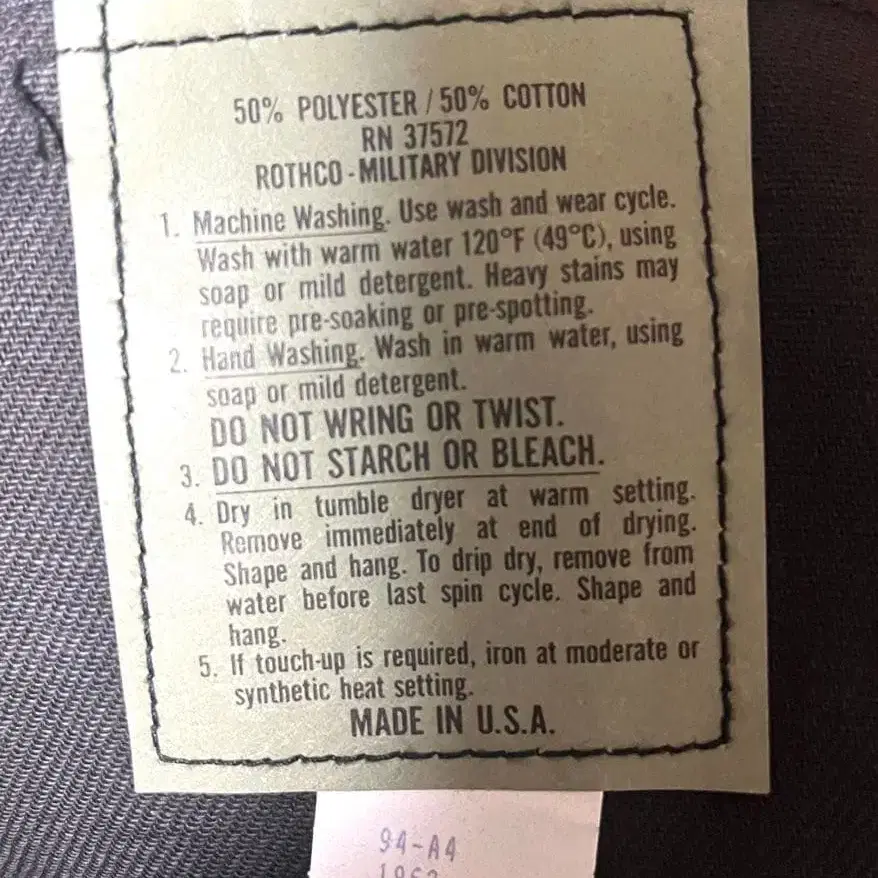 50% POLYESTER / 50% COTTON
RN 37572
ROTHCO - MILITARY DIVISION
1. Machine Washing. Use wash and wear cycle.
Wash with warm water 120°F (49°C), using
soap or mild detergent. Heavy stains may
require pre-soaking or pre-spotting.
2. Hand Washing. Wash in warm water, using
soap or mild detergent.
DO NOT WRING OR TWIST.
3. DO NOT STARCH OR BLEACH.
4. Dry in tumble dryer at warm setting.
Remove immediately at end of drying.
Shape and hang. To drip dry, remove from
water before last spin cycle. Shape and
hang.
5. If touch-up is required, iron at moderate or
synthetic heat setting.
MADE IN U.S.A.
94-A4